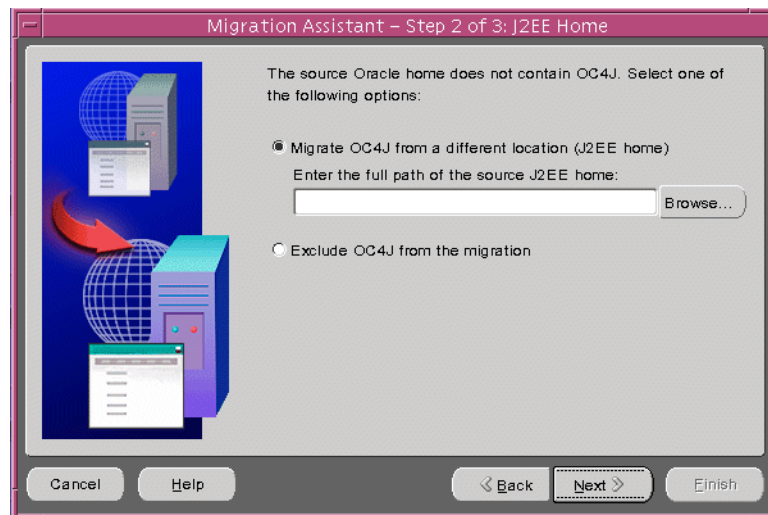 Migration Assistant – Step 2 of 3: J2EE Home
The source Oracle home does not contain OC4J. Select one of
the following options:
Migrate OC4J from a different location (J2EE home)
Enter the full path of the source J2EE home:
Browse...
Exclude OC4J from the migration
Cancel
Help
Back
Next
Finish